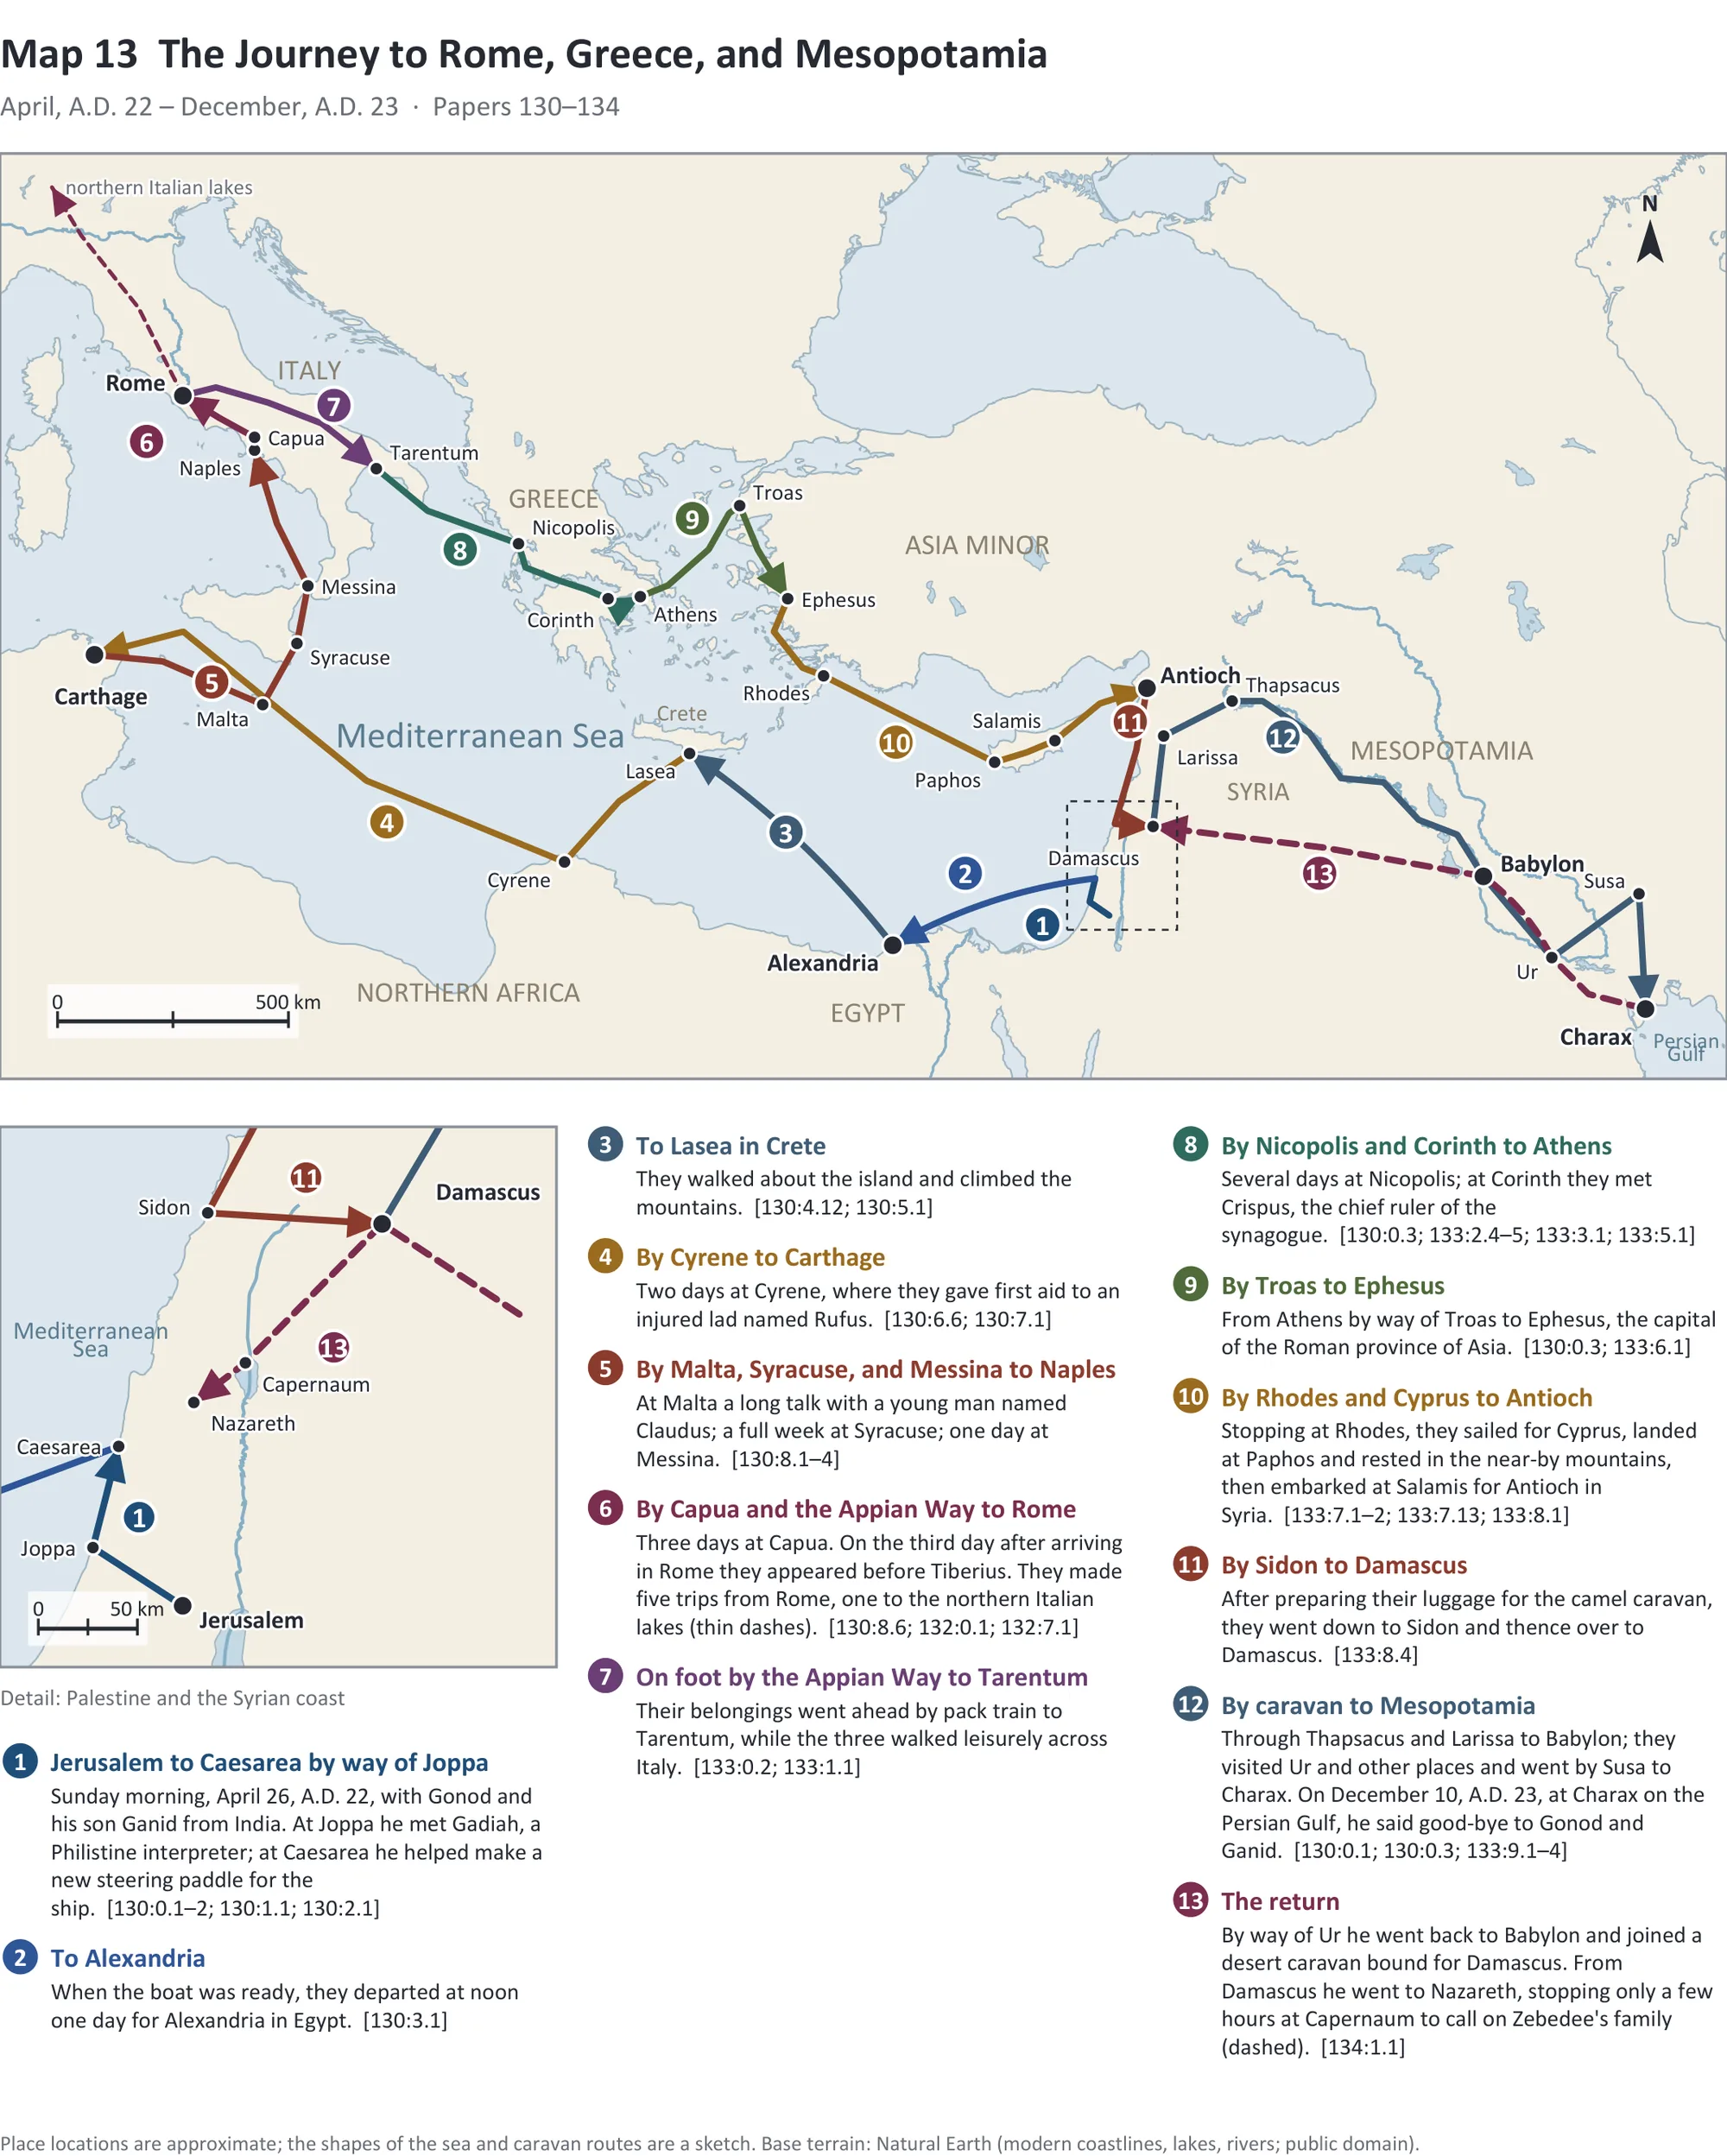 Map 13  The Journey to Rome, Greece, and Mesopotamia
April, A.D. 22 – December, A.D. 23  ·  Papers 130–134
northern Italian lakes
N
ITALY
Rome
7
6
Capua
Naples
Tarentum
GREECE
Nicopolis
8
9
Troas
ASIA MINOR
Messina
Corinth
Athens
Ephesus
Syracuse
Carthage
5
Malta
Mediterranean Sea
Crete
Rhodes
Lasea
10
Salamis
Paphos
Antioch
Thapsacus
11
12
Larissa
MESOPOTAMIA
SYRIA
4
3
Cyrene
2
Damascus
13
Babylon
Susa
1
Alexandria
Ur
NORTHERN AFRICA
EGYPT
Charax
Persian
Gulf
0
500 km
11
Sidon
Damascus
Mediterranean
Sea
13
Capernaum
Nazareth
Caesarea
1
Joppa
0
50 km
Jerusalem
Detail: Palestine and the Syrian coast
1 Jerusalem to Caesarea by way of Joppa
Sunday morning, April 26, A.D. 22, with Gonod and
his son Ganid from India. At Joppa he met Gadiah, a
Philistine interpreter; at Caesarea he helped make a
new steering paddle for the
ship.  [130:0.1–2; 130:1.1; 130:2.1]
2 To Alexandria
When the boat was ready, they departed at noon
one day for Alexandria in Egypt.  [130:3.1]
3 To Lasea in Crete
They walked about the island and climbed the
mountains.  [130:4.12; 130:5.1]
4 By Cyrene to Carthage
Two days at Cyrene, where they gave first aid to an
injured lad named Rufus.  [130:6.6; 130:7.1]
5 By Malta, Syracuse, and Messina to Naples
At Malta a long talk with a young man named
Claudus; a full week at Syracuse; one day at
Messina.  [130:8.1–4]
6 By Capua and the Appian Way to Rome
Three days at Capua. On the third day after arriving
in Rome they appeared before Tiberius. They made
five trips from Rome, one to the northern Italian
lakes (thin dashes).  [130:8.6; 132:0.1; 132:7.1]
7 On foot by the Appian Way to Tarentum
Their belongings went ahead by pack train to
Tarentum, while the three walked leisurely across
Italy.  [133:0.2; 133:1.1]
8 By Nicopolis and Corinth to Athens
Several days at Nicopolis; at Corinth they met
Crispus, the chief ruler of the
synagogue.  [130:0.3; 133:2.4–5; 133:3.1; 133:5.1]
9 By Troas to Ephesus
From Athens by way of Troas to Ephesus, the capital
of the Roman province of Asia.  [130:0.3; 133:6.1]
10 By Rhodes and Cyprus to Antioch
Stopping at Rhodes, they sailed for Cyprus, landed
at Paphos and rested in the near-by mountains,
then embarked at Salamis for Antioch in
Syria.  [133:7.1–2; 133:7.13; 133:8.1]
11 By Sidon to Damascus
After preparing their luggage for the camel caravan,
they went down to Sidon and thence over to
Damascus.  [133:8.4]
12 By caravan to Mesopotamia
Through Thapsacus and Larissa to Babylon; they
visited Ur and other places and went by Susa to
Charax. On December 10, A.D. 23, at Charax on the
Persian Gulf, he said good-bye to Gonod and
Ganid.  [130:0.1; 130:0.3; 133:9.1–4]
13 The return
By way of Ur he went back to Babylon and joined a
desert caravan bound for Damascus. From
Damascus he went to Nazareth, stopping only a few
hours at Capernaum to call on Zebedee's family
(dashed).  [134:1.1]
Place locations are approximate; the shapes of the sea and caravan routes are a sketch. Base terrain: Natural Earth (modern coastlines, lakes, rivers; public domain).